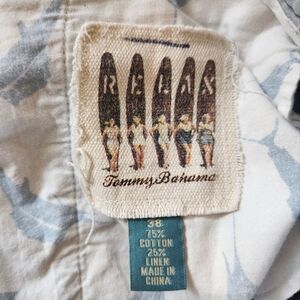 RELAX
Tommy Bahama
38
75%
COTTON
25%
LINEN
MADE IN
CHINA